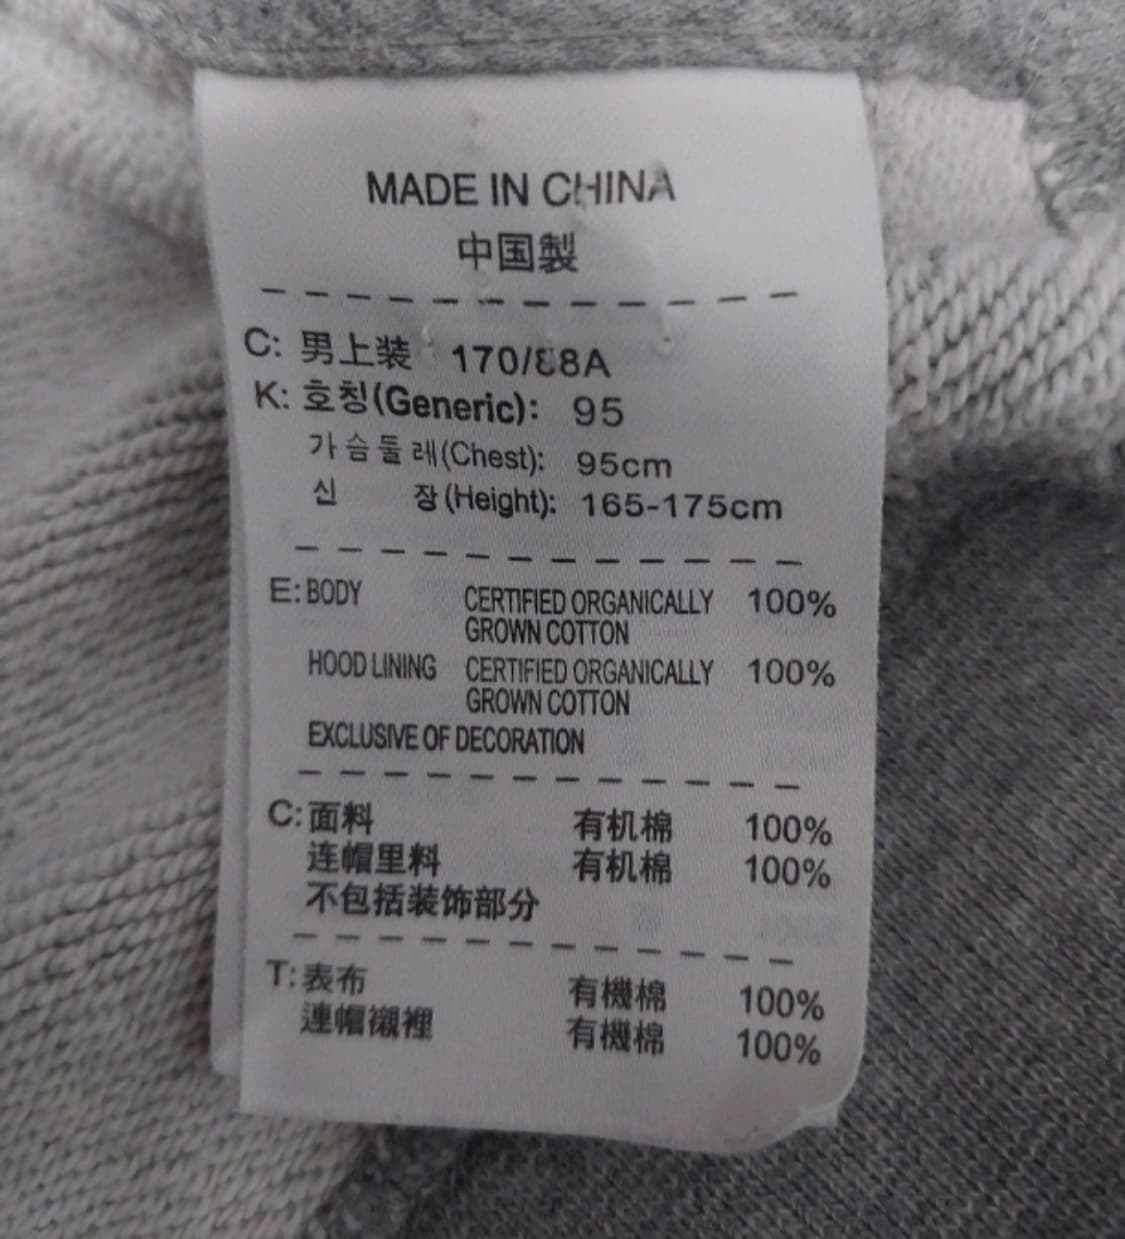 MADE IN CHINA
中国製
C: 男上装 170/88A
K: 호칭(Generic): 95
가슴둘레(Chest): 95cm
신 장(Height): 165-175cm
E: BODY CERTIFIED ORGANICALLY 100%
GROWN COTTON
HOOD LINING CERTIFIED ORGANICALLY 100%
GROWN COTTON
EXCLUSIVE OF DECORATION
C: 面料 有机棉 100%
连帽里料 有机棉 100%
不包括装饰部分
T: 表布 有機棉 100%
連帽襯裡 有機棉 100%